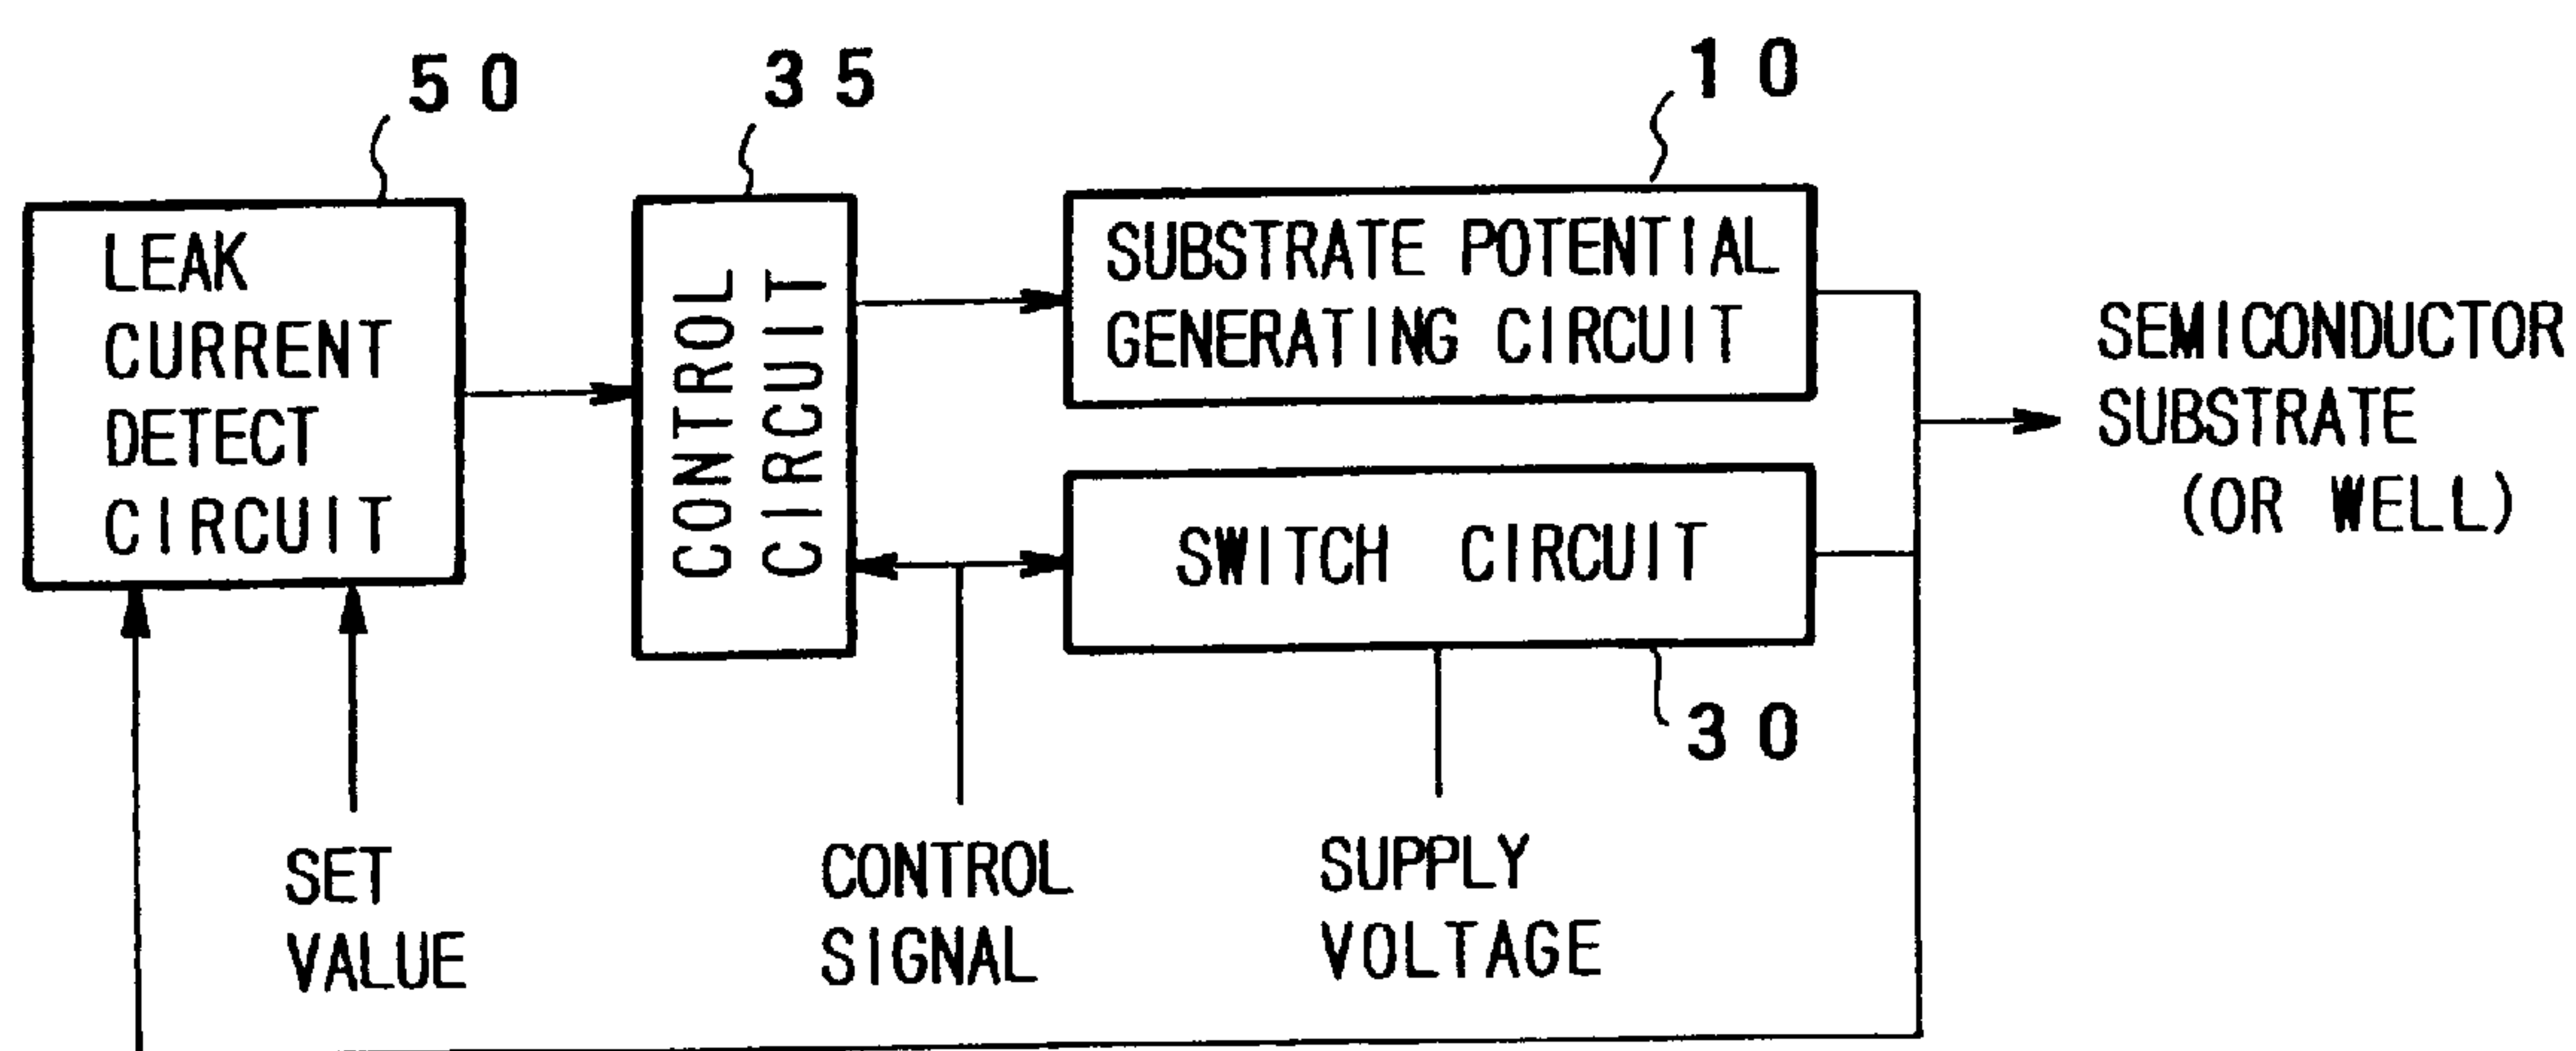 50
35
10
LEAK
CURRENT
DETECT
CIRCUIT
CONTROL
CIRCUIT
SUBSTRATE POTENTIAL
GENERATING CIRCUIT
SEMICONDUCTOR
SUBSTRATE
(OR WELL)
SWITCH CIRCUIT
30
SET
VALUE
CONTROL
SIGNAL
SUPPLY
VOLTAGE